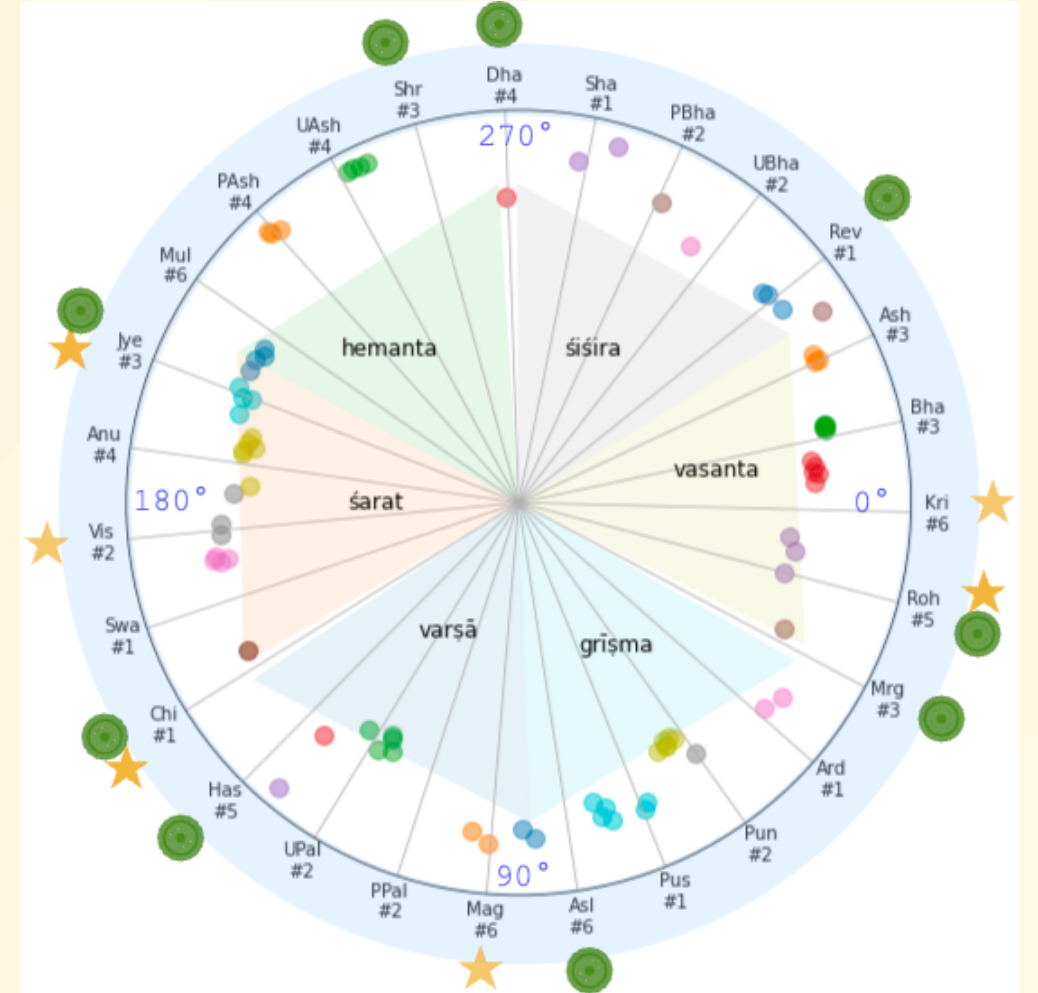 Dha
#4
Sha
#1
PBha
#2
UBha
#2
Rev
#1
Ash
#3
Bha
#3
Kri
#6
Roh
#5
Mrg
#3
Ard
#1
Pun
#2
Pus
#1
Asl
#6
Mag
#6
PPal
#2
UPal
#2
Has
#5
Chi
#1
Swa
#1
Vis
#2
Anu
#4
Jye
#3
Mul
#6
PAsh
#4
UAsh
#4
Shr
#3
270°
0°
90°
180°
hemanta
śiśira
vasanta
grīṣma
varṣā
śarat